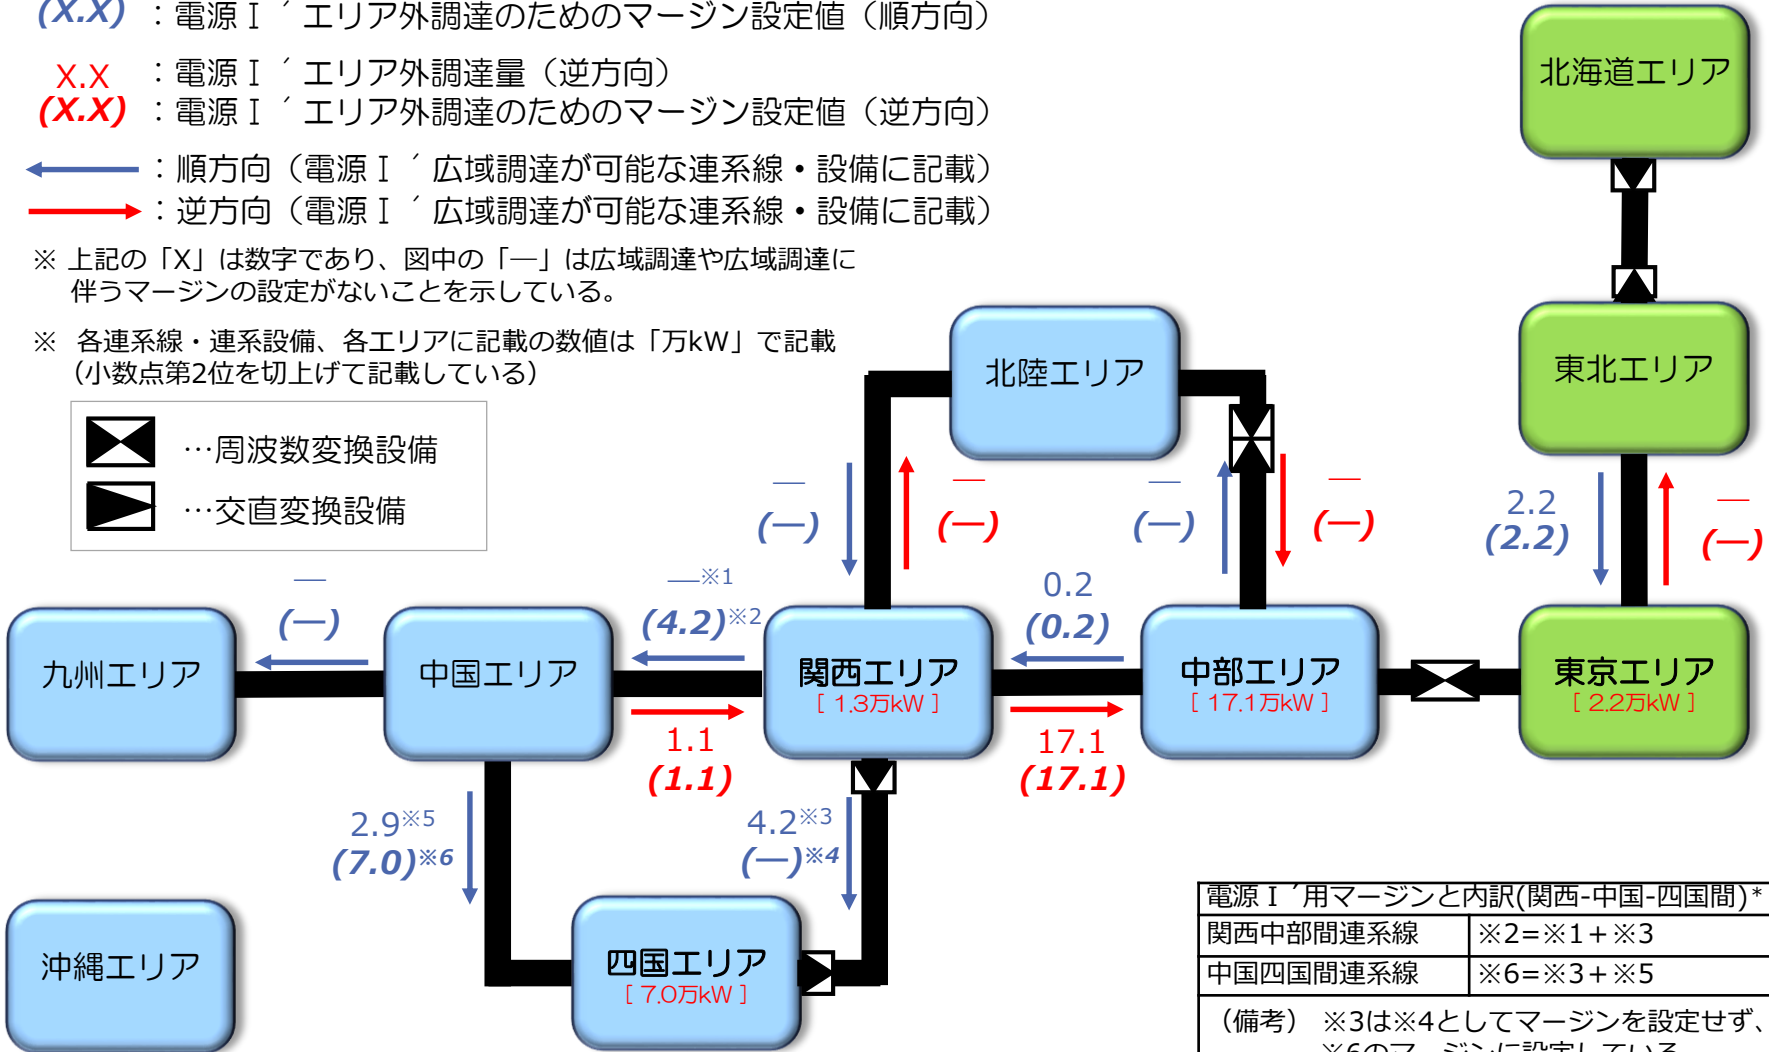 (X.X) ：電源Ⅰ´エリア外調達のためのマージン設定値（順方向）
X.X ：電源Ⅰ´エリア外調達量（逆方向）
(X.X) ：電源Ⅰ´エリア外調達のためのマージン設定値（逆方向）
：順方向（電源Ⅰ´広域調達が可能な連系線・設備に記載）
：逆方向（電源Ⅰ´広域調達が可能な連系線・設備に記載）
※ 上記の「X」は数字であり、図中の「―」は広域調達や広域調達に
伴うマージンの設定がないことを示している。
※ 各連系線・連系設備、各エリアに記載の数値は「万kW」で記載
（小数点第2位を切上げて記載している）
…周波数変換設備
…交直変換設備
北海道エリア
東北エリア
北陸エリア
―
(―)
―
(―)
―
(―)
―
(―)
2.2
(2.2)
―
(―)
―
(―)
―※1
(4.2)※2
0.2
(0.2)
九州エリア
中国エリア
関西エリア
[ 1.3万kW ]
中部エリア
[ 17.1万kW ]
東京エリア
[ 2.2万kW ]
1.1
(1.1)
17.1
(17.1)
2.9※5
(7.0)※6
4.2※3
(―)※4
沖縄エリア
四国エリア
[ 7.0万kW ]
電源Ⅰ´用マージンと内訳(関西-中国-四国間)*
関西中部間連系線 ※2=※1＋※3
中国四国間連系線 ※6=※3＋※5
（備考） ※3は※4としてマージンを設定せず、
※6のマージンに設定している